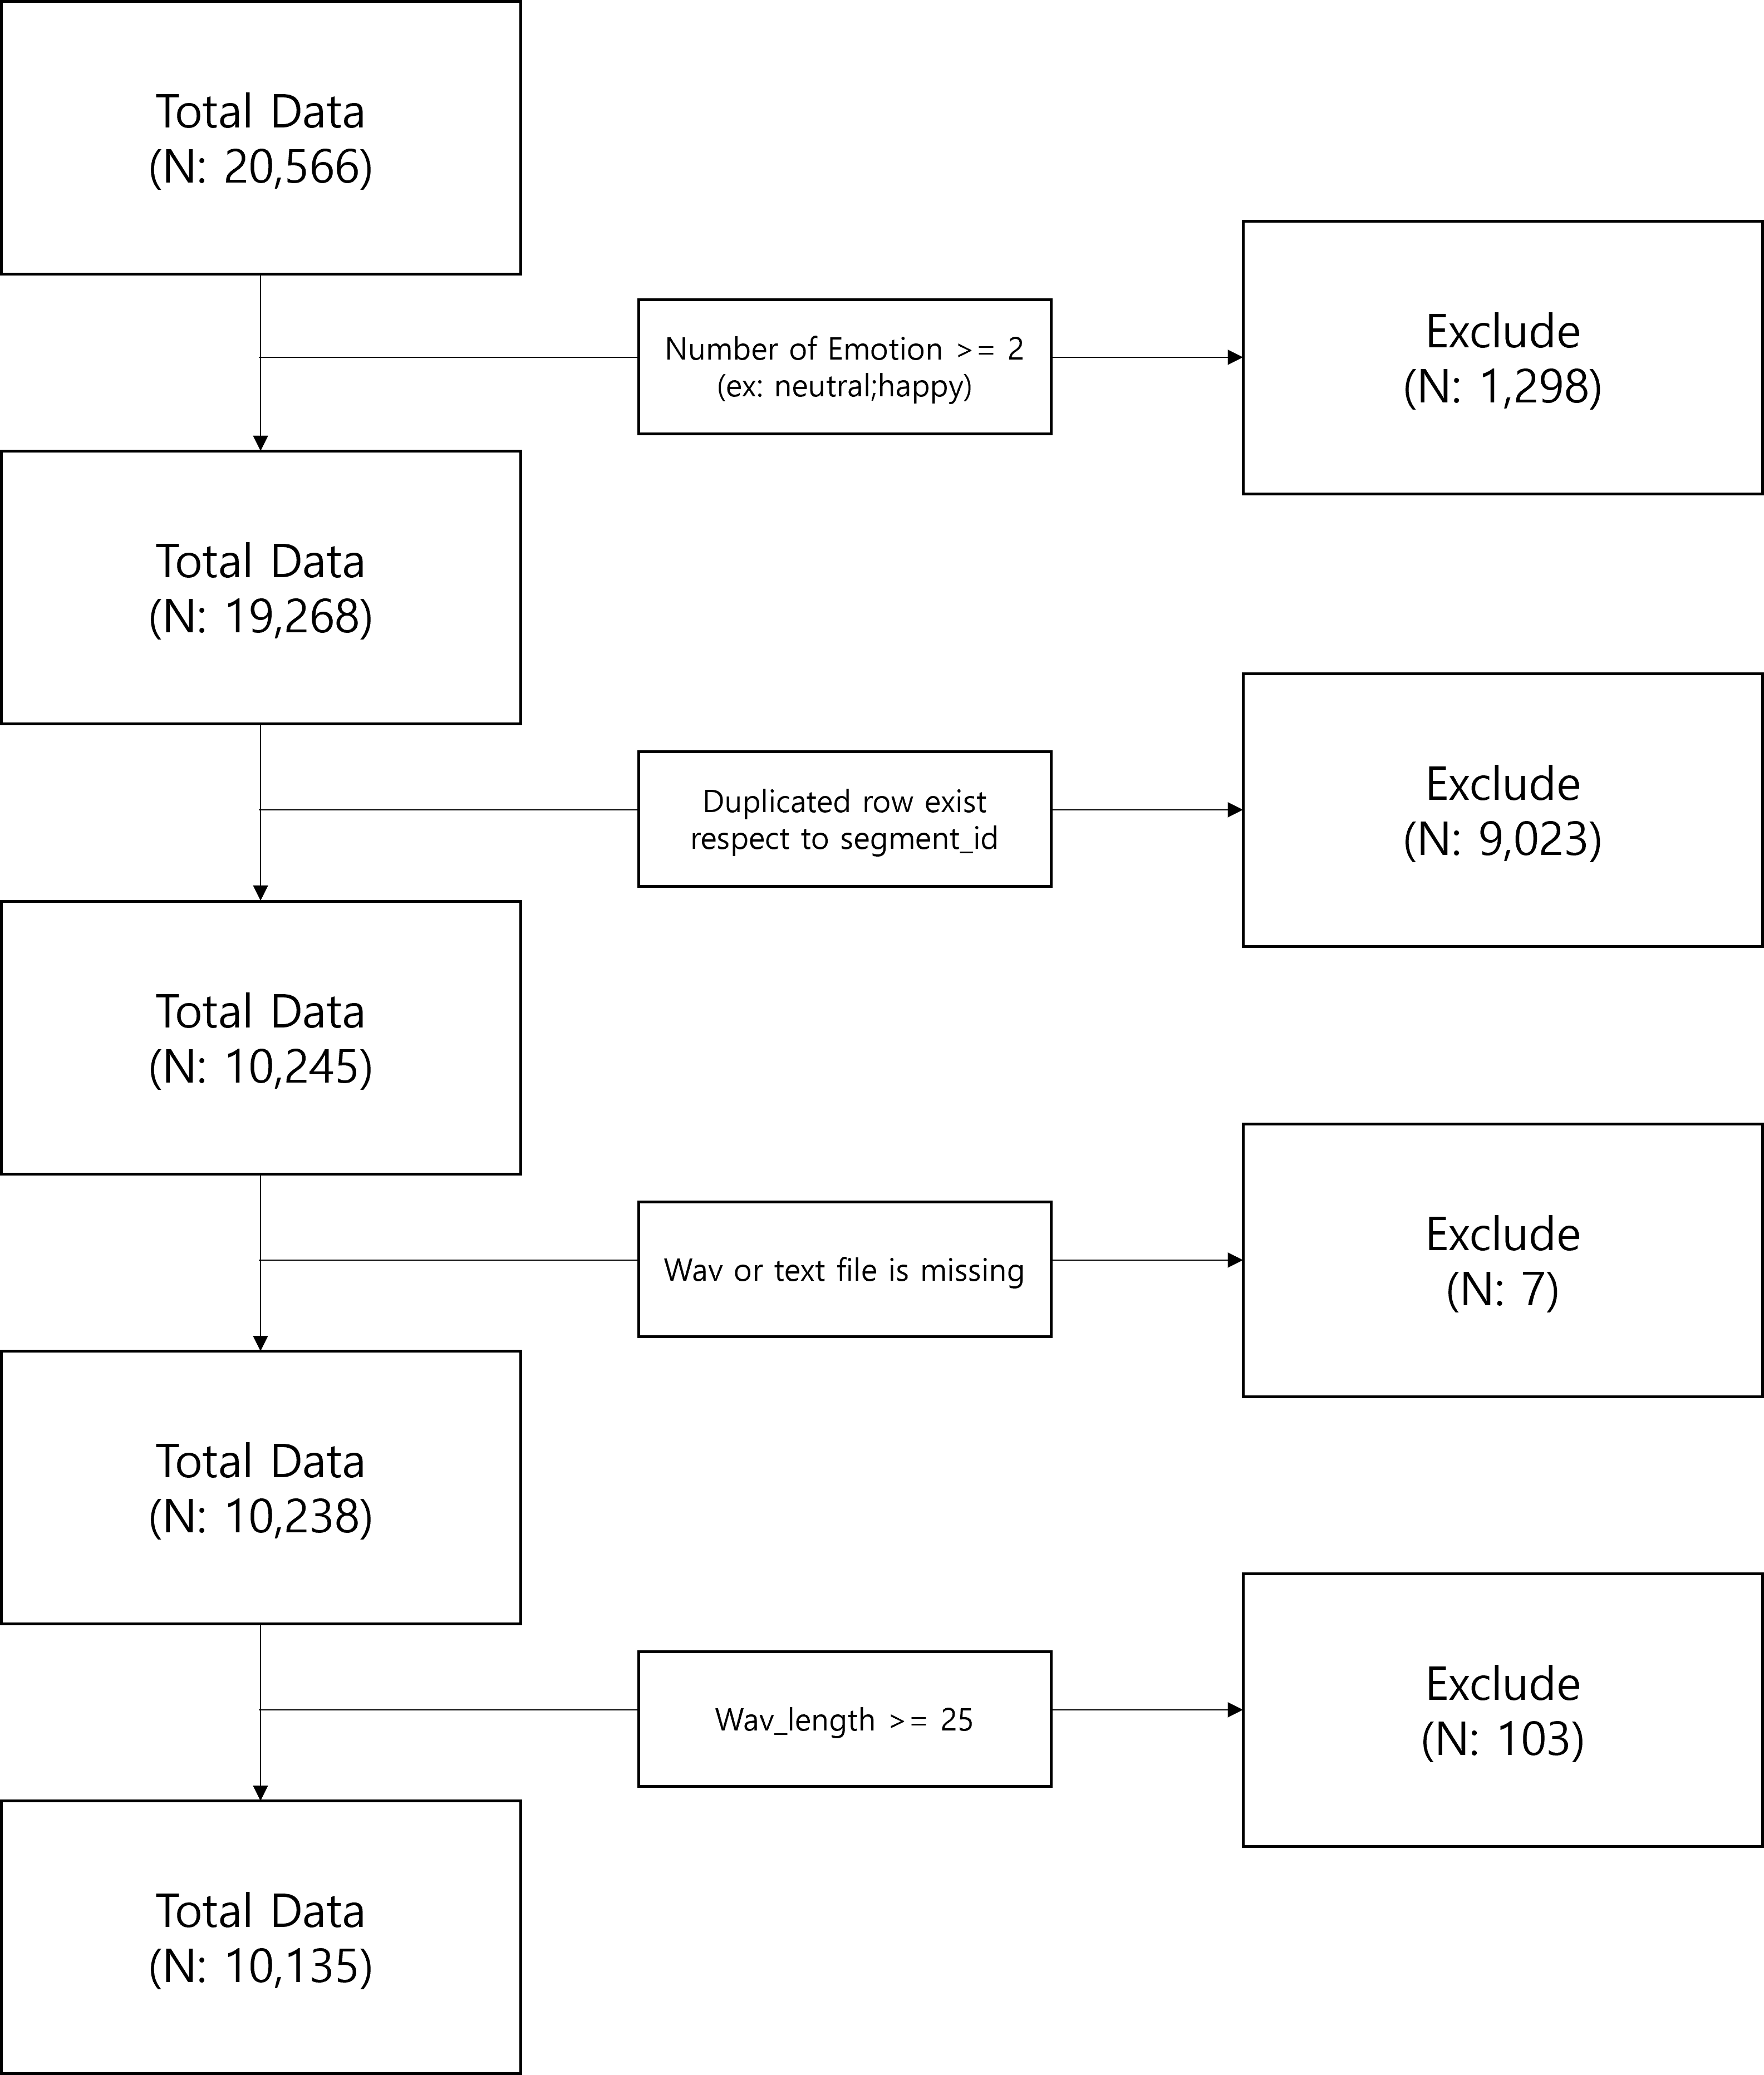 Total Data
(N: 20,566)
Number of Emotion >= 2
(ex: neutral;happy)
Exclude
(N: 1,298)
Total Data
(N: 19,268)
Duplicated row exist
respect to segment_id
Exclude
(N: 9,023)
Total Data
(N: 10,245)
Wav or text file is missing
Exclude
(N: 7)
Total Data
(N: 10,238)
Wav_length >= 25
Exclude
(N: 103)
Total Data
(N: 10,135)